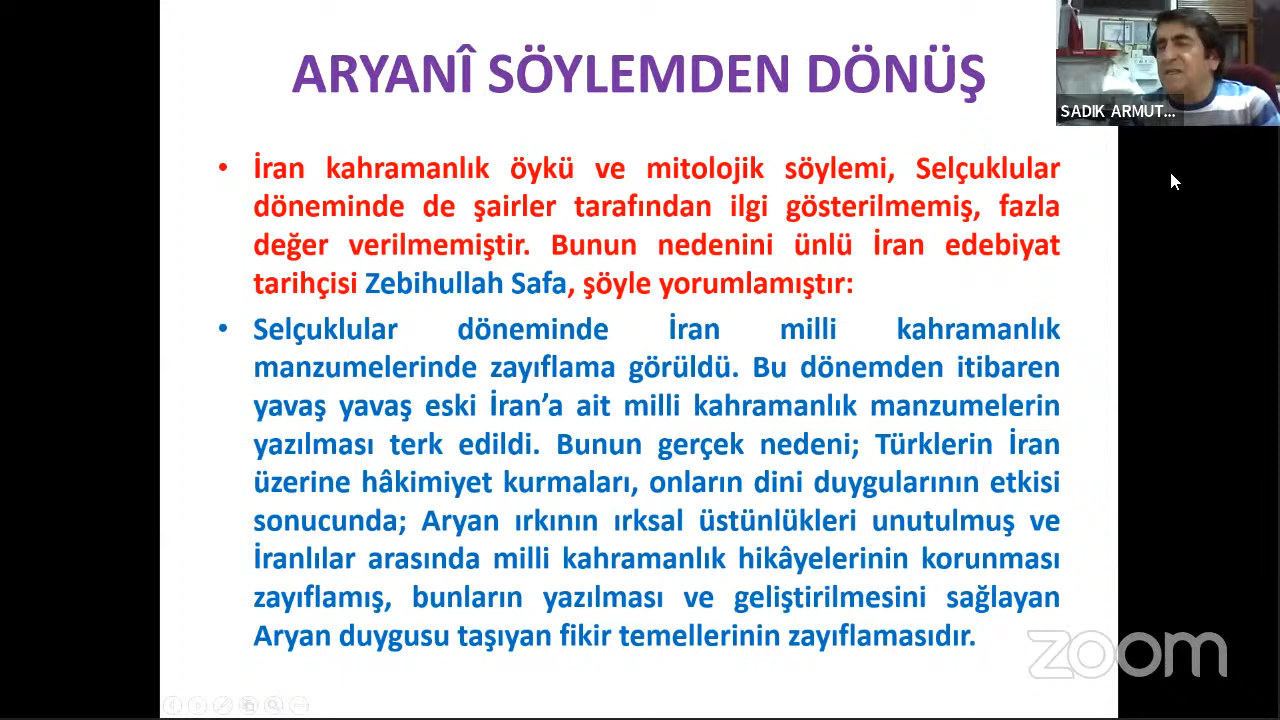 ARYANÎ SÖYLEMDEN DÖNÜŞ
SADIK ARMUT...
• İran kahramanlık öykü ve mitolojik söylemi, Selçuklular
döneminde de şairler tarafından ilgi gösterilmemiş, fazla
değer verilmemiştir. Bunun nedenini ünlü İran edebiyat
tarihçisi Zebihullah Safa, şöyle yorumlamıştır:
• Selçuklular döneminde İran milli kahramanlık
manzumelerinde zayıflama görüldü. Bu dönemden itibaren
yavaş yavaş eski İran’a ait milli kahramanlık manzumelerin
yazılması terk edildi. Bunun gerçek nedeni; Türklerin İran
üzerine hâkimiyet kurmaları, onların dini duygularının etkisi
sonucunda; Aryan ırkının ırksal üstünlükleri unutulmuş ve
İranlılar arasında milli kahramanlık hikâyelerinin korunması
zayıflamış, bunların yazılması ve geliştirilmesini sağlayan
Aryan duygusu taşıyan fikir temellerinin zayıflamasıdır.
zoom